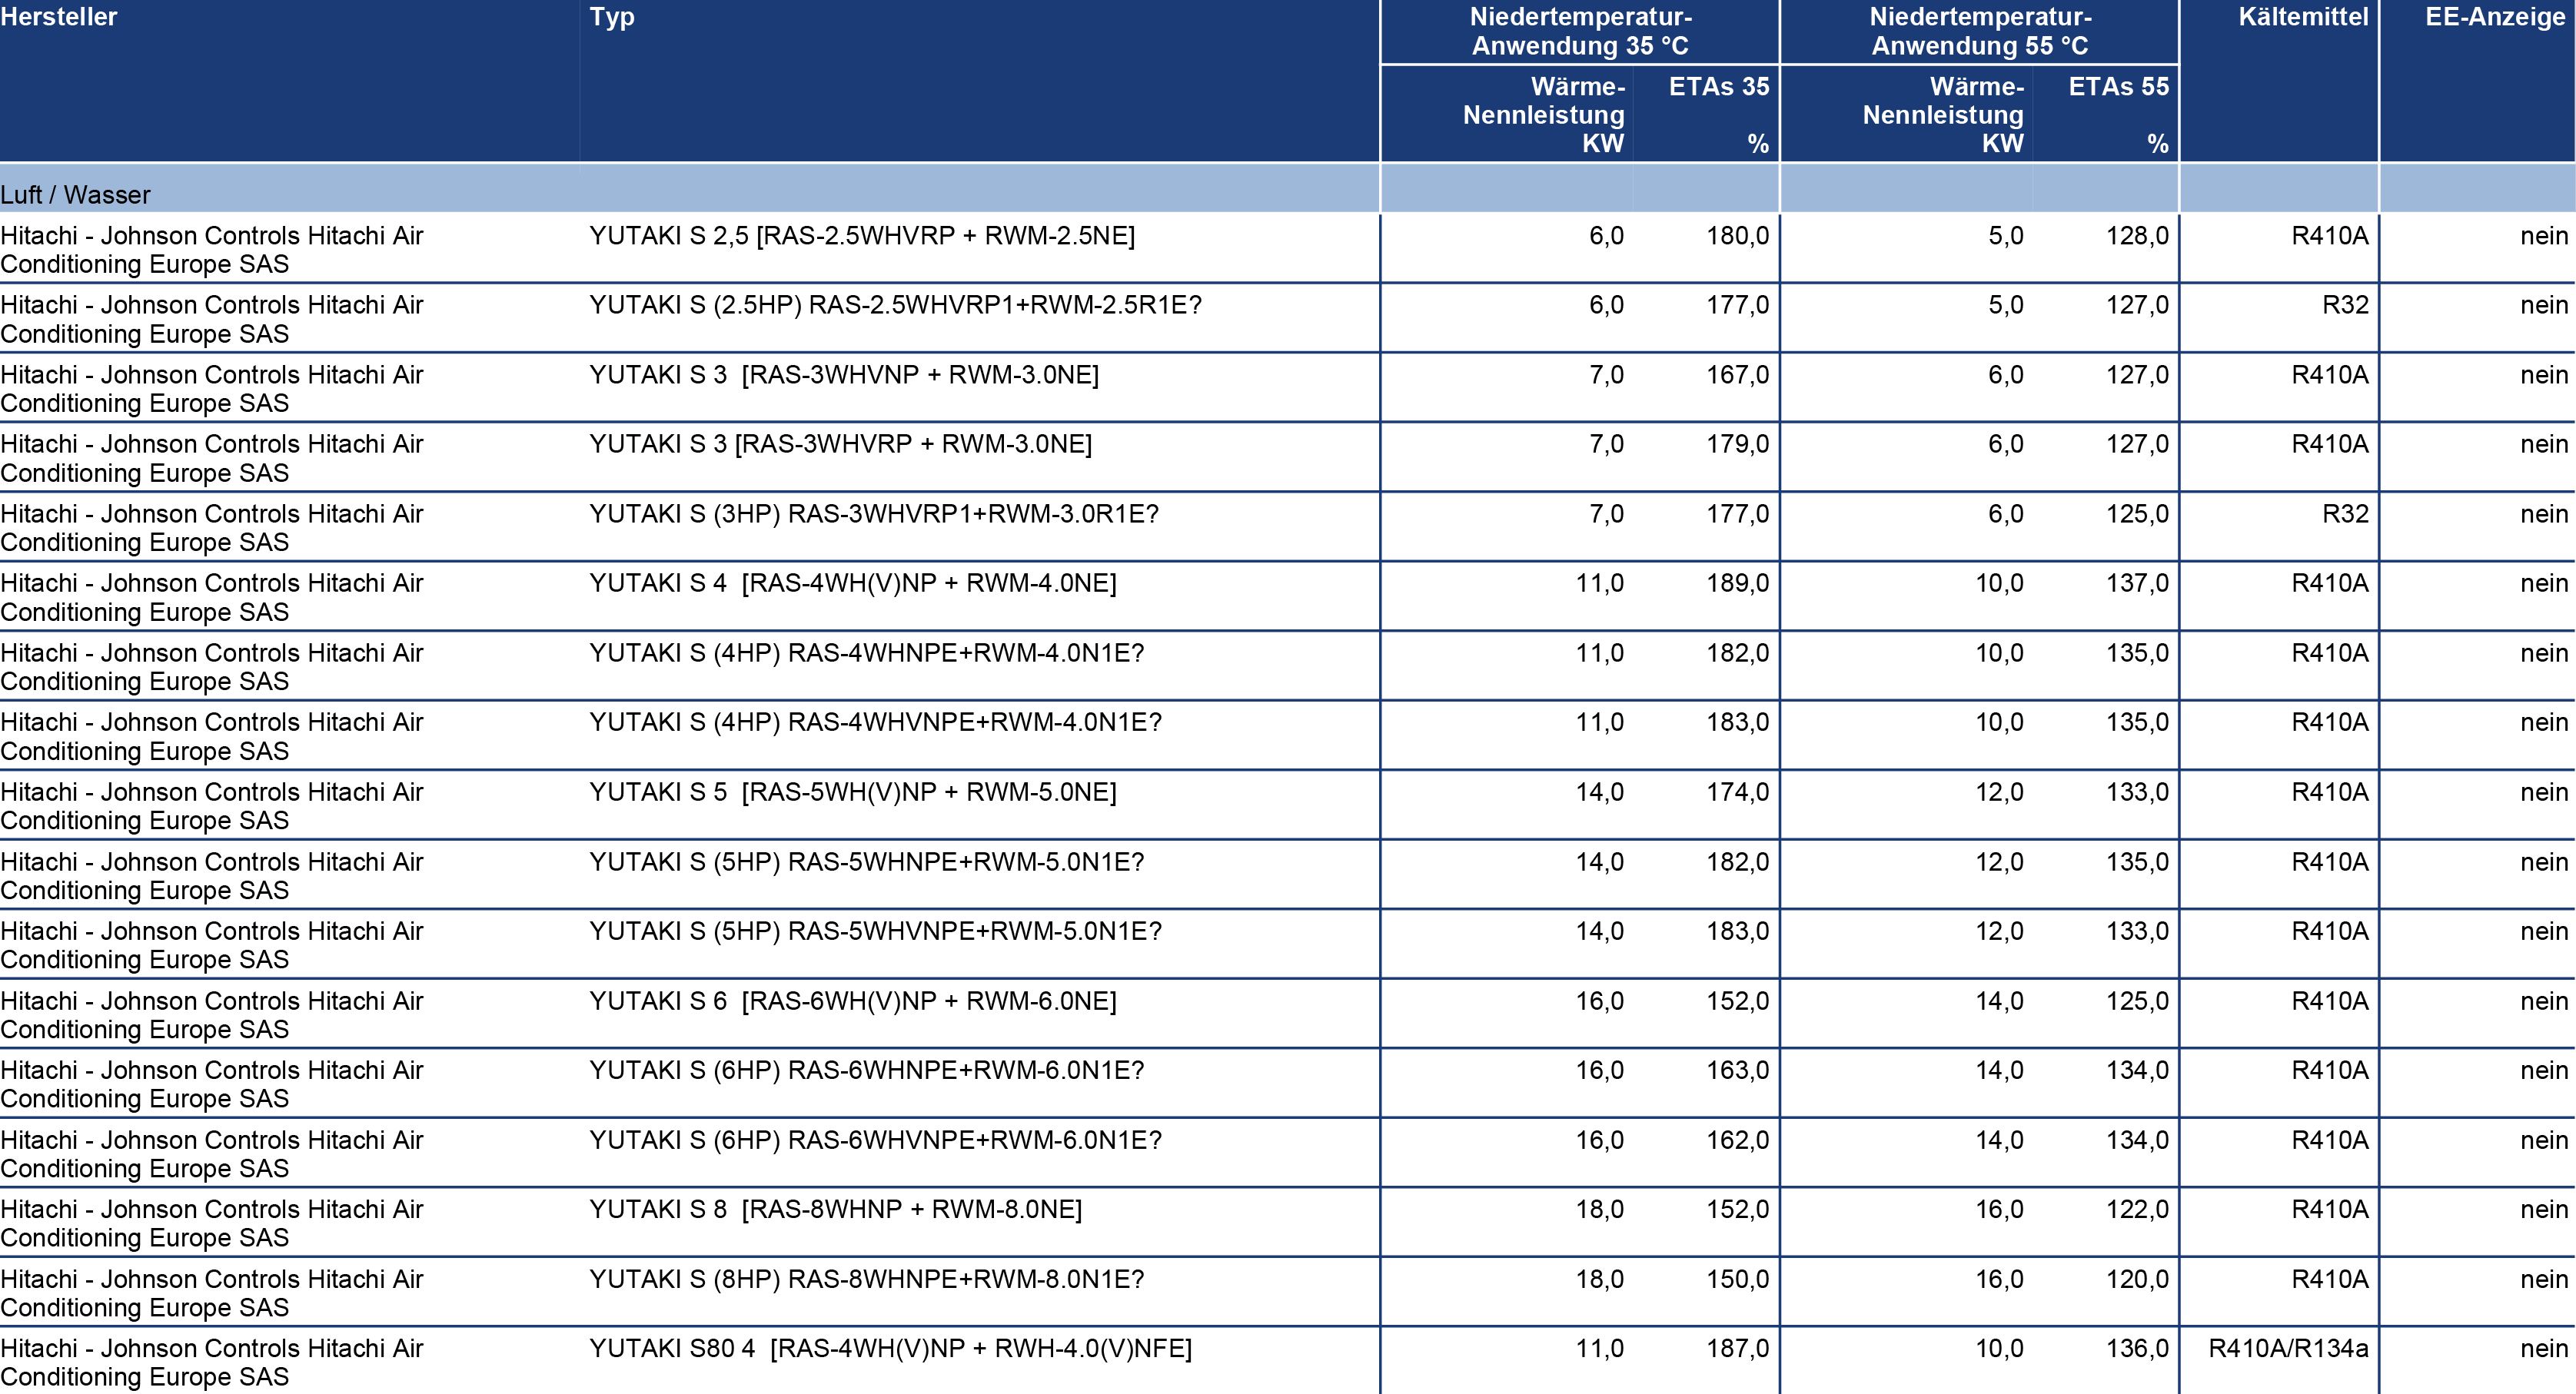 Hersteller Typ Niedertemperatur- Niedertemperatur- Kältemittel EE-Anzeige
Anwendung 35 °C Anwendung 55 °C
Wärme- ETAs 35 Wärme- ETAs 55
Nennleistung Nennleistung
KW % KW %
Luft / Wasser
Hitachi - Johnson Controls Hitachi Air YUTAKI S 2,5 [RAS-2.5WHVRP + RWM-2.5NE] 6,0 180,0 5,0 128,0 R410A nein
Conditioning Europe SAS
Hitachi - Johnson Controls Hitachi Air YUTAKI S (2.5HP) RAS-2.5WHVRP1+RWM-2.5R1E? 6,0 177,0 5,0 127,0 R32 nein
Conditioning Europe SAS
Hitachi - Johnson Controls Hitachi Air YUTAKI S 3  [RAS-3WHVNP + RWM-3.0NE] 7,0 167,0 6,0 127,0 R410A nein
Conditioning Europe SAS
Hitachi - Johnson Controls Hitachi Air YUTAKI S 3 [RAS-3WHVRP + RWM-3.0NE] 7,0 179,0 6,0 127,0 R410A nein
Conditioning Europe SAS
Hitachi - Johnson Controls Hitachi Air YUTAKI S (3HP) RAS-3WHVRP1+RWM-3.0R1E? 7,0 177,0 6,0 125,0 R32 nein
Conditioning Europe SAS
Hitachi - Johnson Controls Hitachi Air YUTAKI S 4  [RAS-4WH(V)NP + RWM-4.0NE] 11,0 189,0 10,0 137,0 R410A nein
Conditioning Europe SAS
Hitachi - Johnson Controls Hitachi Air YUTAKI S (4HP) RAS-4WHNPE+RWM-4.0N1E? 11,0 182,0 10,0 135,0 R410A nein
Conditioning Europe SAS
Hitachi - Johnson Controls Hitachi Air YUTAKI S (4HP) RAS-4WHVNPE+RWM-4.0N1E? 11,0 183,0 10,0 135,0 R410A nein
Conditioning Europe SAS
Hitachi - Johnson Controls Hitachi Air YUTAKI S 5  [RAS-5WH(V)NP + RWM-5.0NE] 14,0 174,0 12,0 133,0 R410A nein
Conditioning Europe SAS
Hitachi - Johnson Controls Hitachi Air YUTAKI S (5HP) RAS-5WHNPE+RWM-5.0N1E? 14,0 182,0 12,0 135,0 R410A nein
Conditioning Europe SAS
Hitachi - Johnson Controls Hitachi Air YUTAKI S (5HP) RAS-5WHVNPE+RWM-5.0N1E? 14,0 183,0 12,0 133,0 R410A nein
Conditioning Europe SAS
Hitachi - Johnson Controls Hitachi Air YUTAKI S 6  [RAS-6WH(V)NP + RWM-6.0NE] 16,0 152,0 14,0 125,0 R410A nein
Conditioning Europe SAS
Hitachi - Johnson Controls Hitachi Air YUTAKI S (6HP) RAS-6WHNPE+RWM-6.0N1E? 16,0 163,0 14,0 134,0 R410A nein
Conditioning Europe SAS
Hitachi - Johnson Controls Hitachi Air YUTAKI S (6HP) RAS-6WHVNPE+RWM-6.0N1E? 16,0 162,0 14,0 134,0 R410A nein
Conditioning Europe SAS
Hitachi - Johnson Controls Hitachi Air YUTAKI S 8  [RAS-8WHNP + RWM-8.0NE] 18,0 152,0 16,0 122,0 R410A nein
Conditioning Europe SAS
Hitachi - Johnson Controls Hitachi Air YUTAKI S (8HP) RAS-8WHNPE+RWM-8.0N1E? 18,0 150,0 16,0 120,0 R410A nein
Conditioning Europe SAS
Hitachi - Johnson Controls Hitachi Air YUTAKI S80 4  [RAS-4WH(V)NP + RWH-4.0(V)NFE] 11,0 187,0 10,0 136,0 R410A/R134a nein
Conditioning Europe SAS